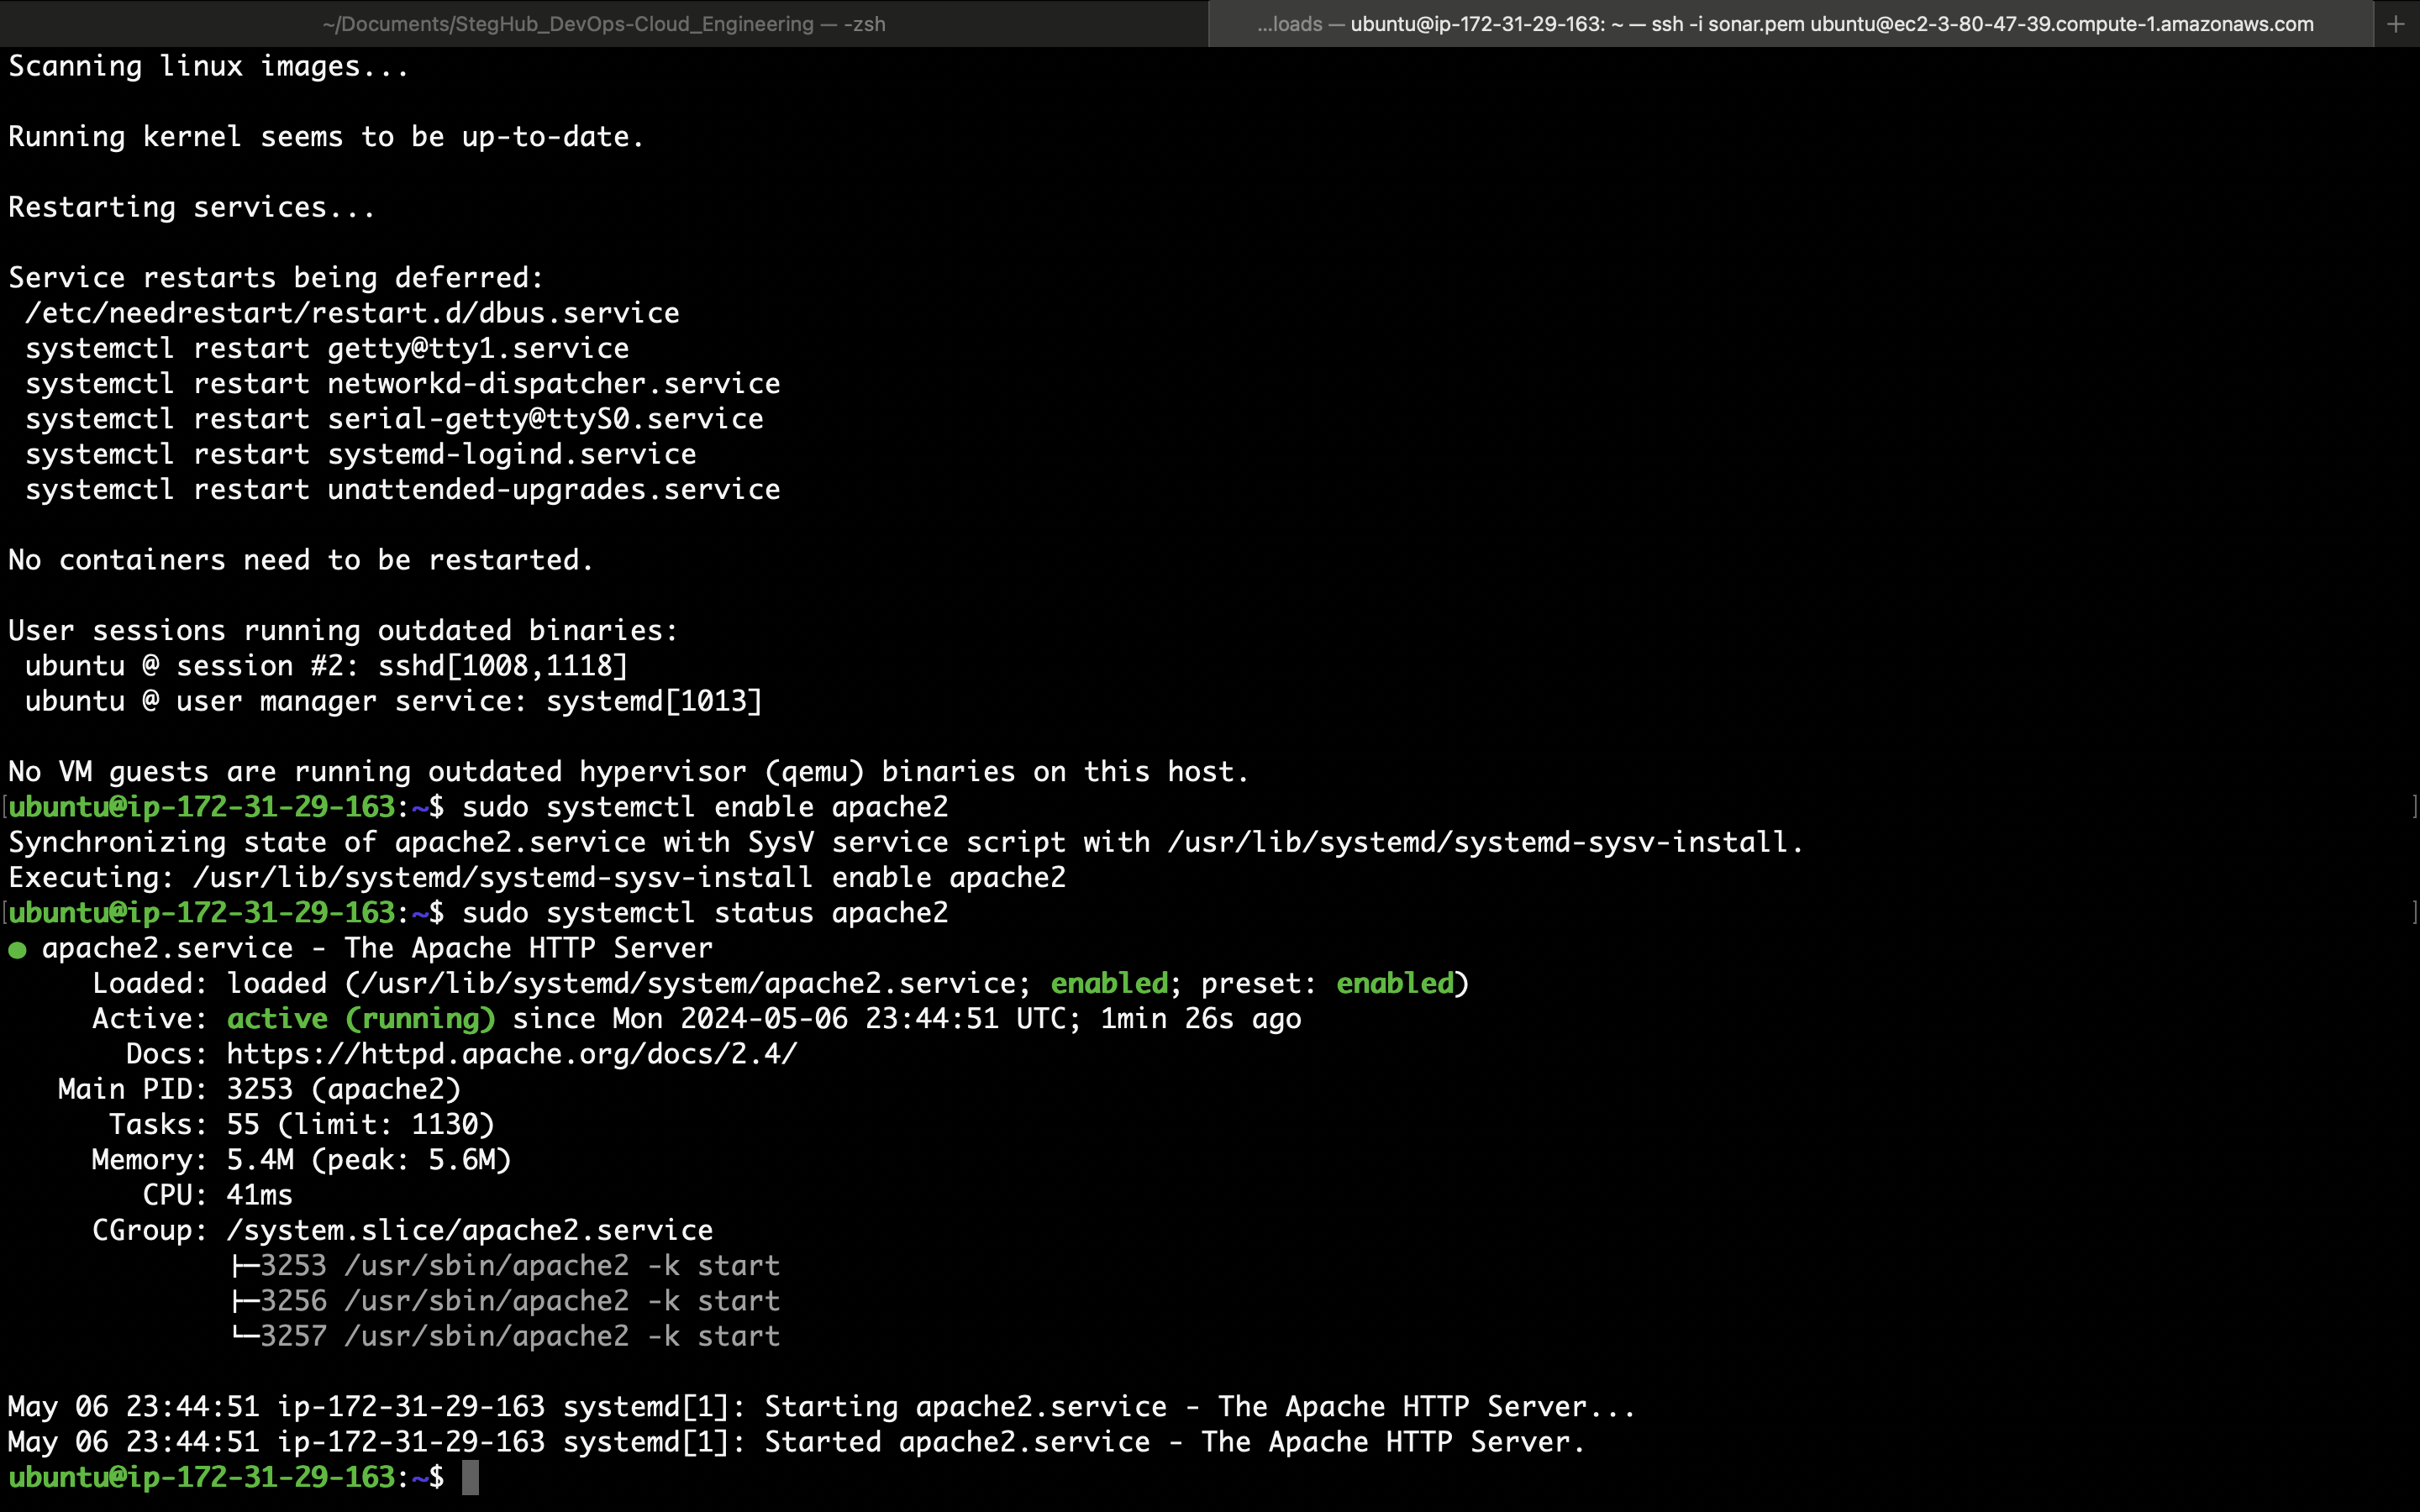 ~/Documents/StegHub_DevOps-Cloud_Engineering — -zsh
...loads — ubuntu@ip-172-31-29-163: ~ — ssh -i sonar.pem ubuntu@ec2-3-80-47-39.compute-1.amazonaws.com +
Scanning linux images...
Running kernel seems to be up-to-date.
Restarting services...
Service restarts being deferred:
 /etc/needrestart/restart.d/dbus.service
 systemctl restart getty@tty1.service
 systemctl restart networkd-dispatcher.service
 systemctl restart serial-getty@ttyS0.service
 systemctl restart systemd-logind.service
 systemctl restart unattended-upgrades.service
No containers need to be restarted.
User sessions running outdated binaries:
 ubuntu @ session #2: sshd[1008,1118]
 ubuntu @ user manager service: systemd[1013]
No VM guests are running outdated hypervisor (qemu) binaries on this host.
[ubuntu@ip-172-31-29-163:~$ sudo systemctl enable apache2 ]
Synchronizing state of apache2.service with SysV service script with /usr/lib/systemd/systemd-sysv-install.
Executing: /usr/lib/systemd/systemd-sysv-install enable apache2
[ubuntu@ip-172-31-29-163:~$ sudo systemctl status apache2 ]
● apache2.service - The Apache HTTP Server
     Loaded: loaded (/usr/lib/systemd/system/apache2.service; enabled; preset: enabled)
     Active: active (running) since Mon 2024-05-06 23:44:51 UTC; 1min 26s ago
       Docs: https://httpd.apache.org/docs/2.4/
   Main PID: 3253 (apache2)
      Tasks: 55 (limit: 1130)
     Memory: 5.4M (peak: 5.6M)
        CPU: 41ms
     CGroup: /system.slice/apache2.service
             ├─3253 /usr/sbin/apache2 -k start
             ├─3256 /usr/sbin/apache2 -k start
             └─3257 /usr/sbin/apache2 -k start
May 06 23:44:51 ip-172-31-29-163 systemd[1]: Starting apache2.service - The Apache HTTP Server...
May 06 23:44:51 ip-172-31-29-163 systemd[1]: Started apache2.service - The Apache HTTP Server.
ubuntu@ip-172-31-29-163:~$